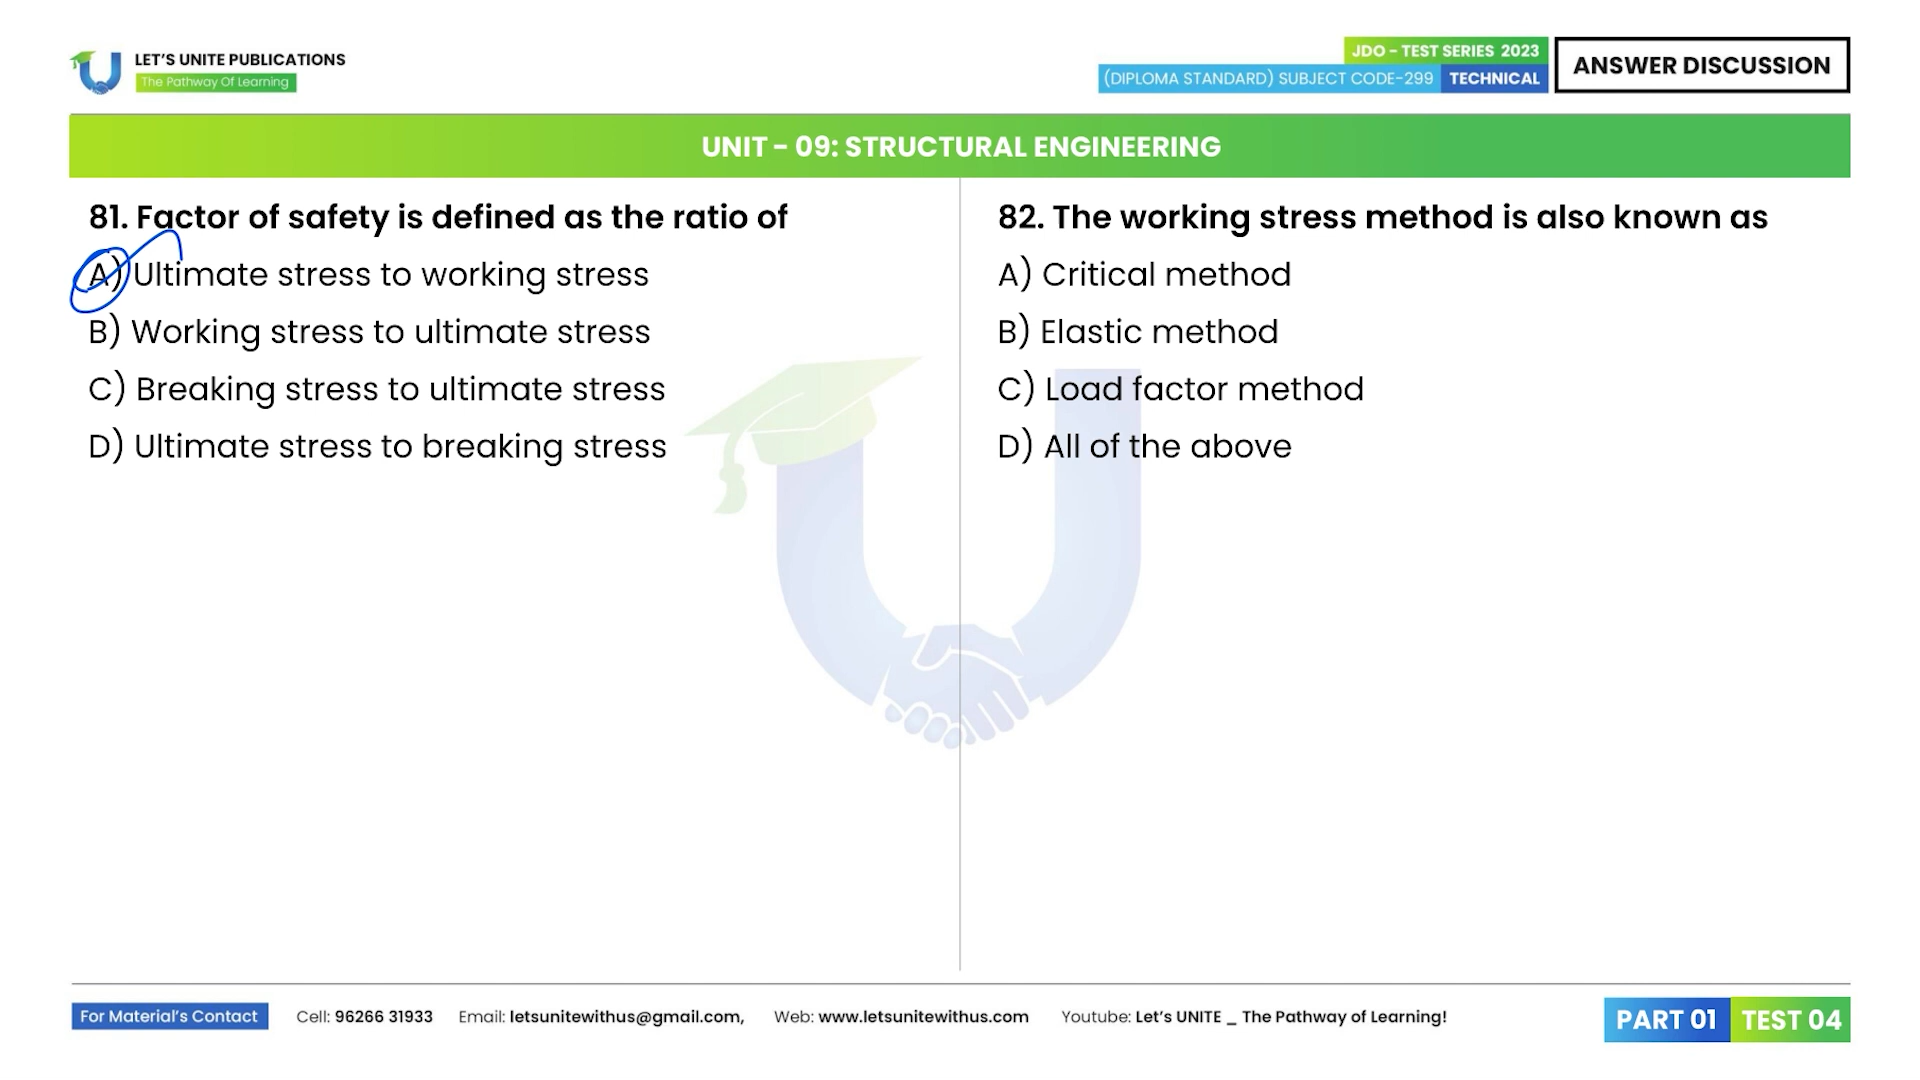 LET'S UNITE PUBLICATIONS
The Pathway Of Learning
JDO - TEST SERIES 2023
(DIPLOMA STANDARD) SUBJECT CODE-299 TECHNICAL
ANSWER DISCUSSION
UNIT - 09: STRUCTURAL ENGINEERING
81. Factor of safety is defined as the ratio of
A) Ultimate stress to working stress
B) Working stress to ultimate stress
C) Breaking stress to ultimate stress
D) Ultimate stress to breaking stress
82. The working stress method is also known as
A) Critical method
B) Elastic method
C) Load factor method
D) All of the above
For Material's Contact Cell: 96266 31933 Email: letsunitewithus@gmail.com, Web: www.letsunitewithus.com Youtube: Let's UNITE _ The Pathway of Learning!
PART 01 TEST 04